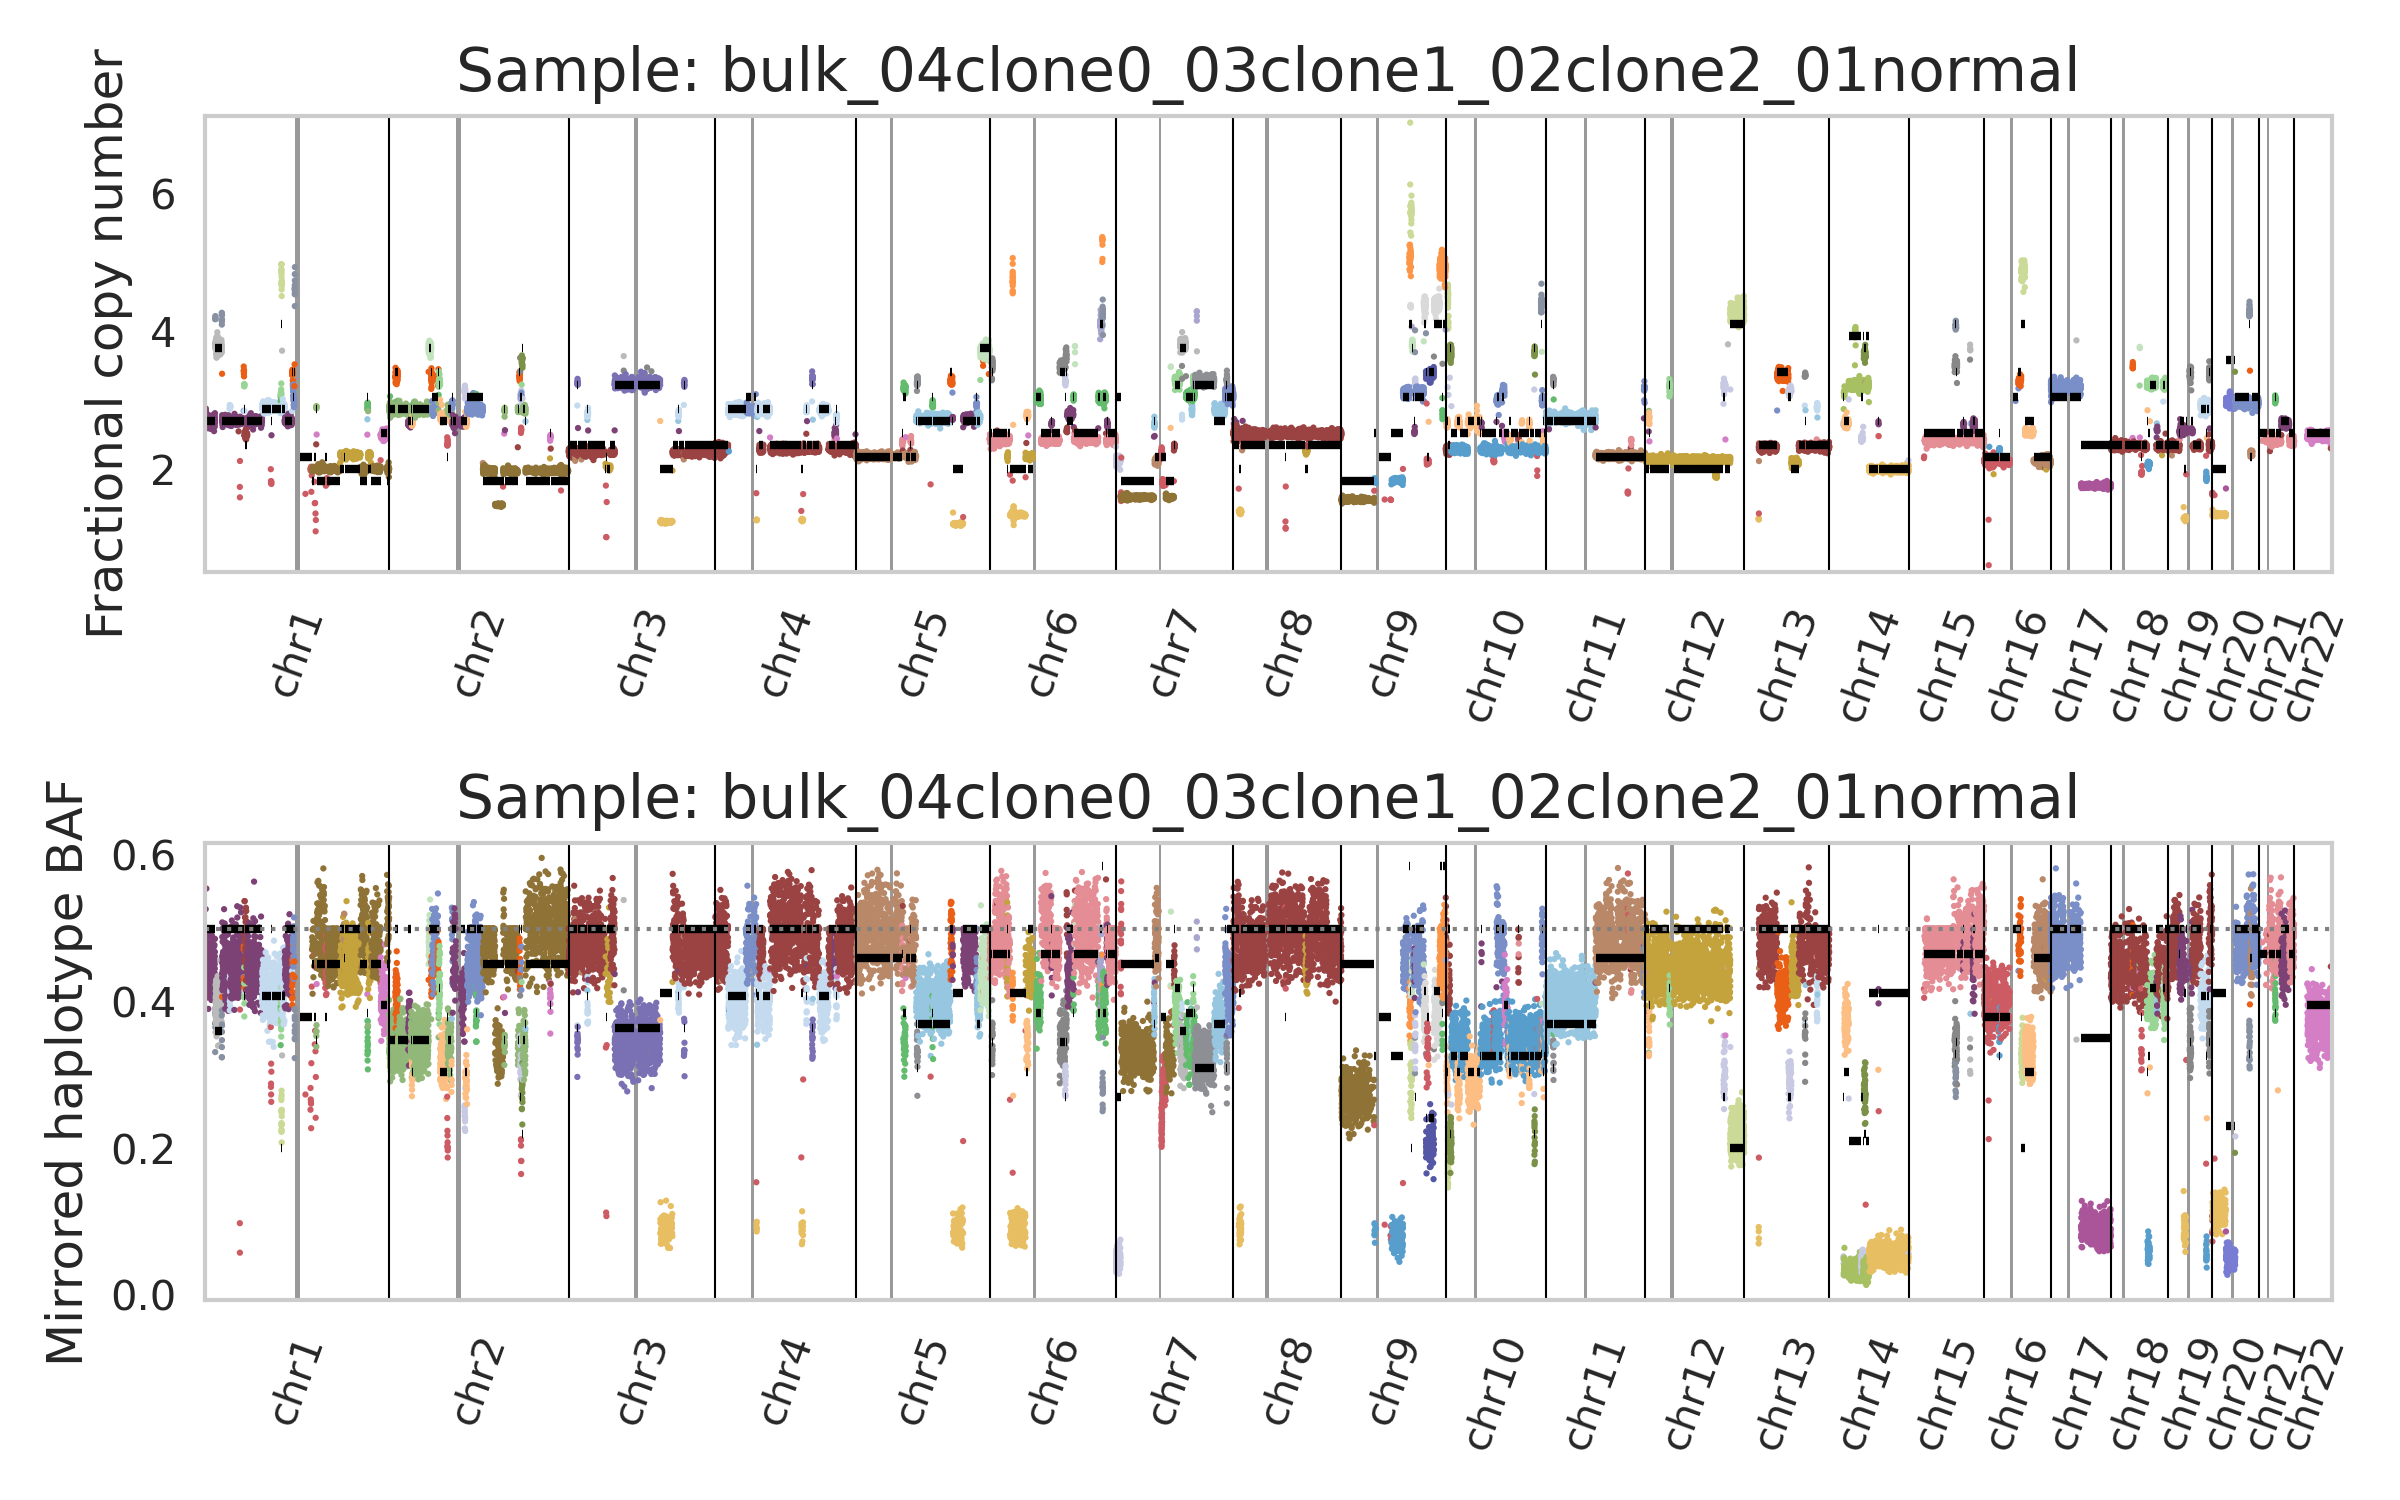 Sample: bulk_04clone0_03clone1_02clone2_01normal
Fractional copy number
6
4
2
chr1 chr2 chr3 chr4 chr5 chr6 chr7 chr8 chr9 chr10 chr11 chr12 chr13 chr14 chr15 chr16 chr17 chr18 chr19 chr20 chr21 chr22
Sample: bulk_04clone0_03clone1_02clone2_01normal
Mirrored haplotype BAF
0.6
0.4
0.2
0.0
chr1 chr2 chr3 chr4 chr5 chr6 chr7 chr8 chr9 chr10 chr11 chr12 chr13 chr14 chr15 chr16 chr17 chr18 chr19 chr20 chr21 chr22